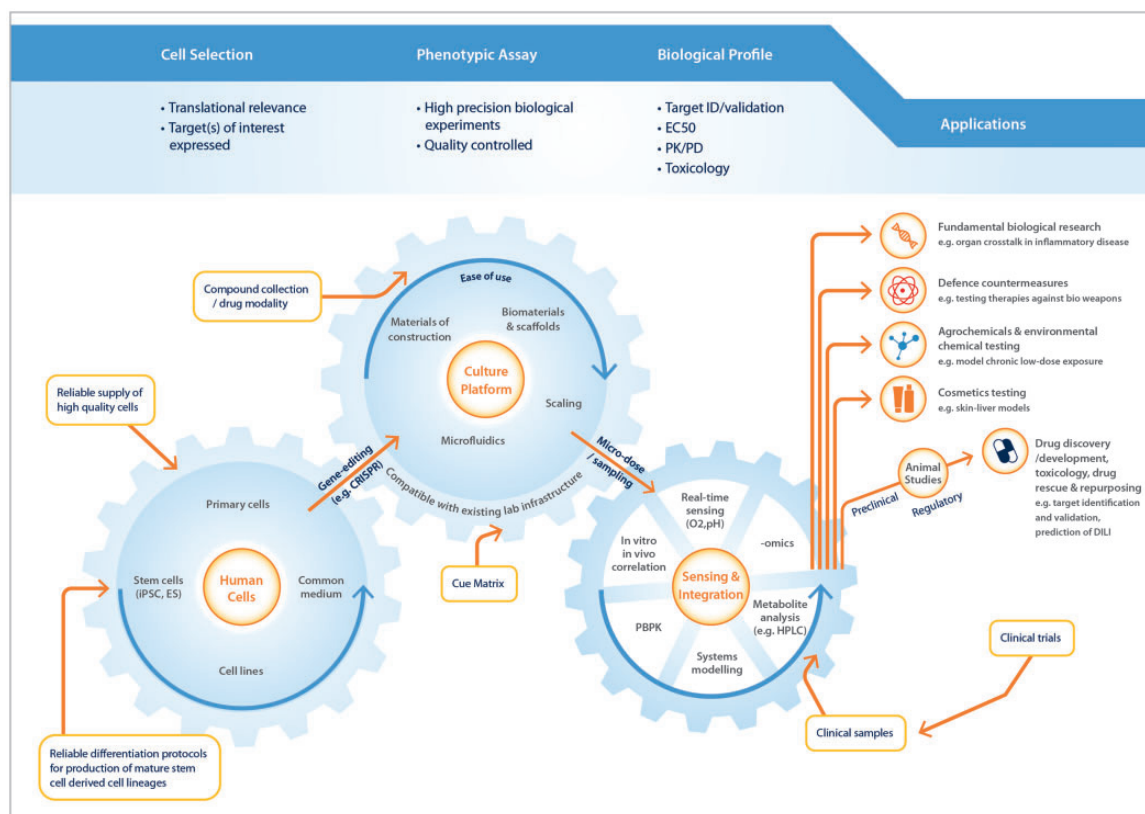 Cell Selection
• Translational relevance
• Target(s) of interest
expressed
Phenotypic Assay
• High precision biological
experiments
• Quality controlled
Biological Profile
• Target ID/validation
• EC50
• PK/PD
• Toxicology
Applications
Compound collection
/ drug modality
Reliable supply of
high quality cells
Primary cells
Stem cells
(iPSC, ES)
Human
Cells
Common
medium
Cell lines
Reliable differentiation protocols
for production of mature stem
cell derived cell lineages
Gene-editing
(e.g. CRISPR)
Ease of use
Materials of
construction
Biomaterials
& scaffolds
Culture
Platform
Scaling
Microfluidics
Compatible with existing lab infrastructure
Cue Matrix
Micro-dose
/ sampling
Real-time
sensing
(O2,pH)
-omics
In vitro
in vivo
correlation
Sensing &
Integration
PBPK
Metabolite
analysis
(e.g. HPLC)
Systems
modelling
Clinical samples
Clinical trials
Fundamental biological research
e.g. organ crosstalk in inflammatory disease
Defence countermeasures
e.g. testing therapies against bio weapons
Agrochemicals & environmental
chemical testing
e.g. model chronic low-dose exposure
Cosmetics testing
e.g. skin-liver models
Preclinical
Animal
Studies
Regulatory
Drug discovery
/development,
toxicology, drug
rescue & repurposing
e.g. target identification
and validation,
prediction of DILI